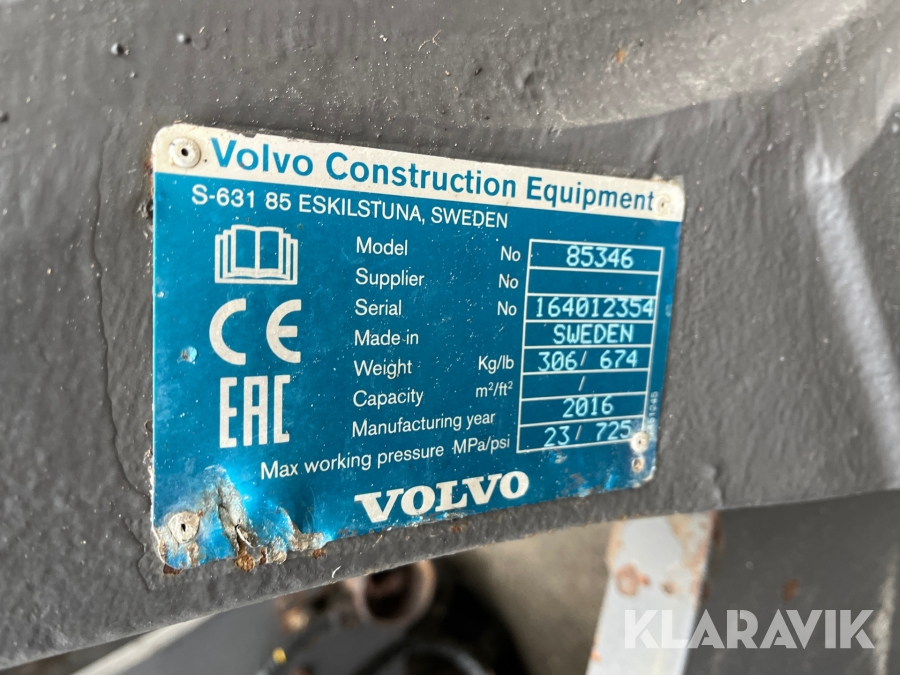 Volvo Construction Equipment
S-631 85 ESKILSTUNA, SWEDEN
Model No 85346
Supplier No
Serial No 164012354
Made in SWEDEN
Weight Kg/lb 306/ 674
Capacity m²/ft² /
Manufacturing year 2016
Max working pressure MPa/psi 23/ 725
CE
EAC
VOLVO
KLARAVIK